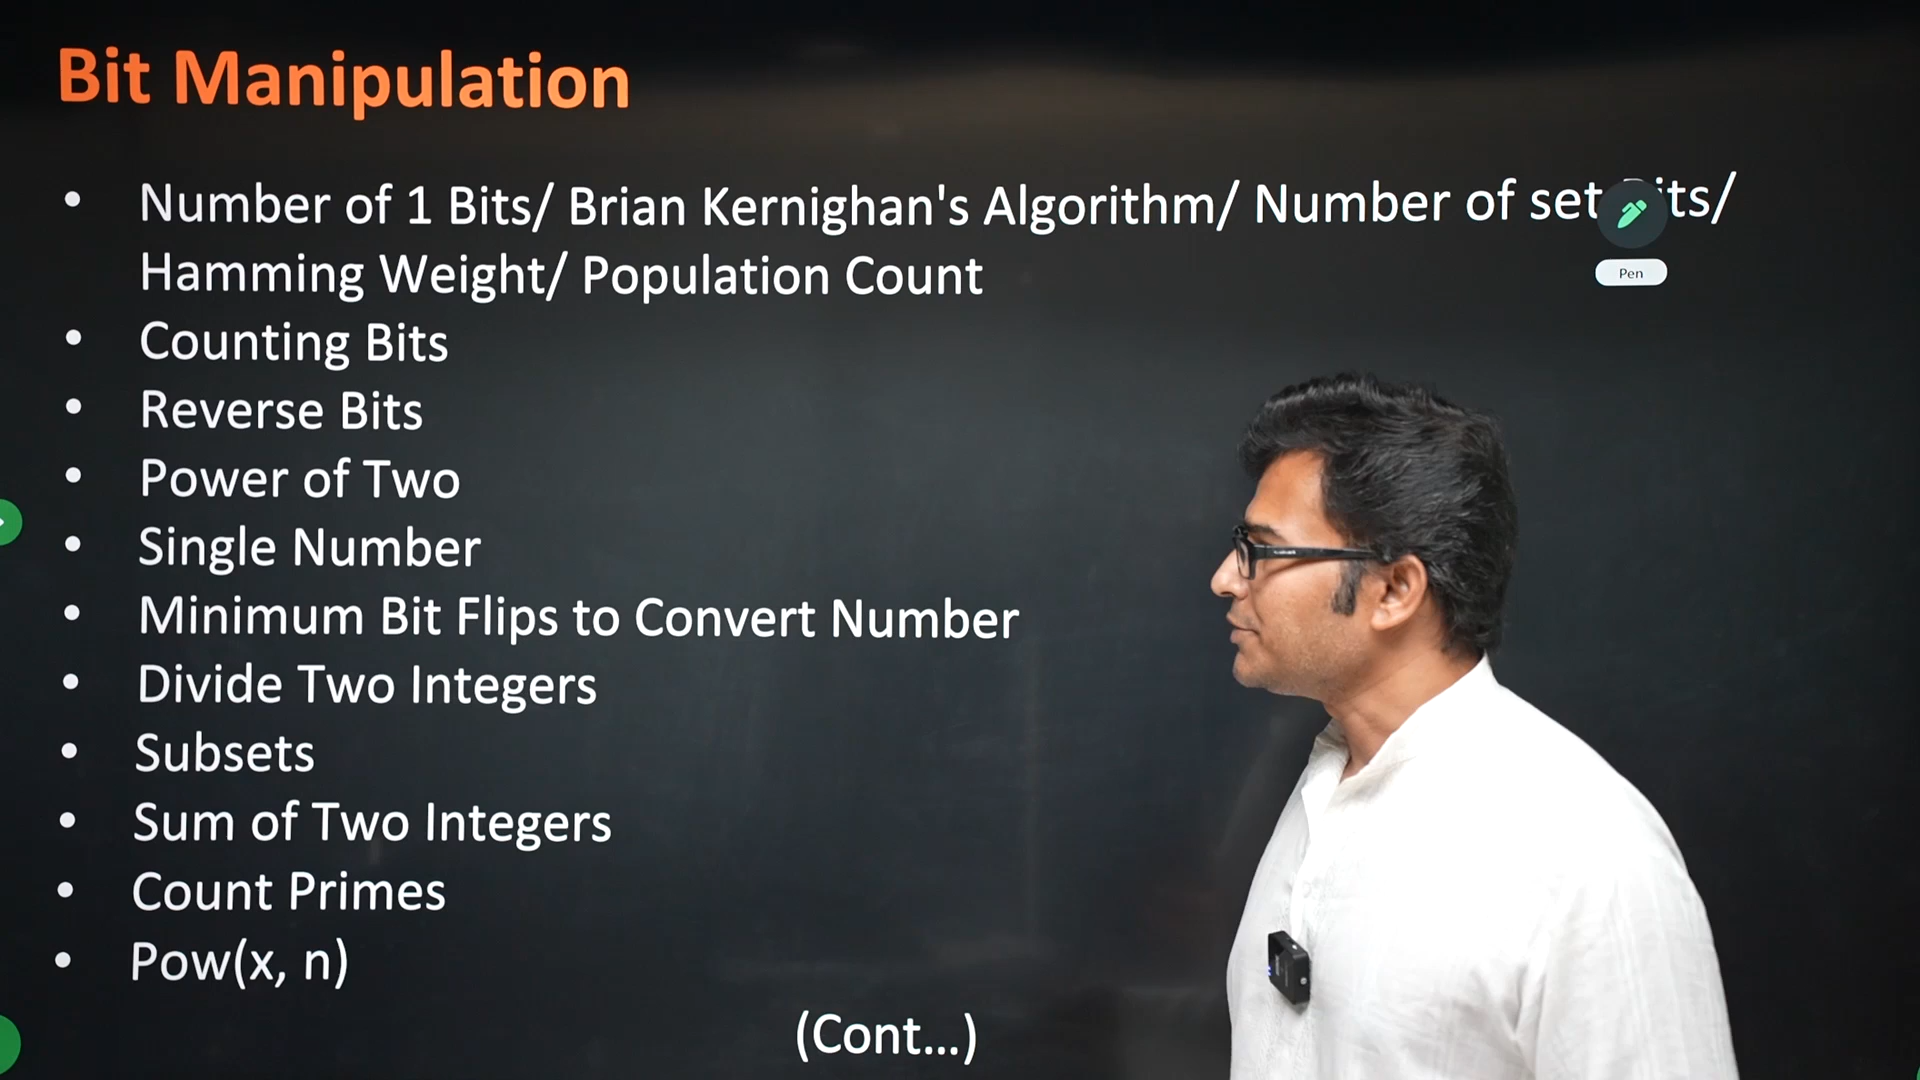 Bit Manipulation
• Number of 1 Bits/ Brian Kernighan's Algorithm/ Number of set its/
Pen
Hamming Weight/ Population Count
• Counting Bits
• Reverse Bits
• Power of Two
• Single Number
• Minimum Bit Flips to Convert Number
• Divide Two Integers
• Subsets
• Sum of Two Integers
• Count Primes
• Pow(x, n)
(Cont...)